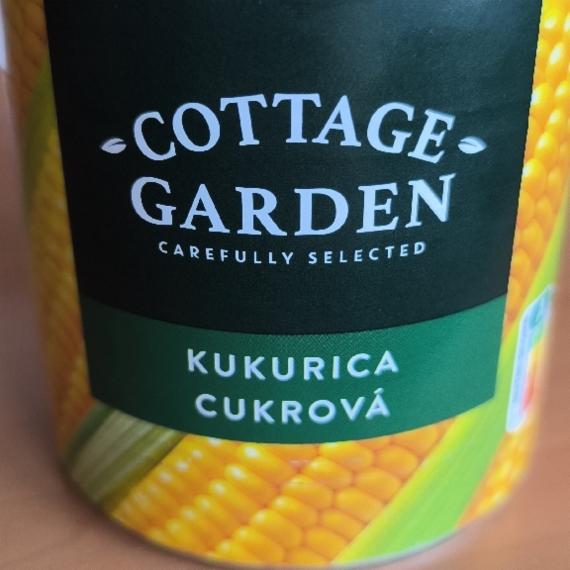 COTTAGE
GARDEN
CAREFULLY SELECTED
KUKURICA
CUKROVÁ